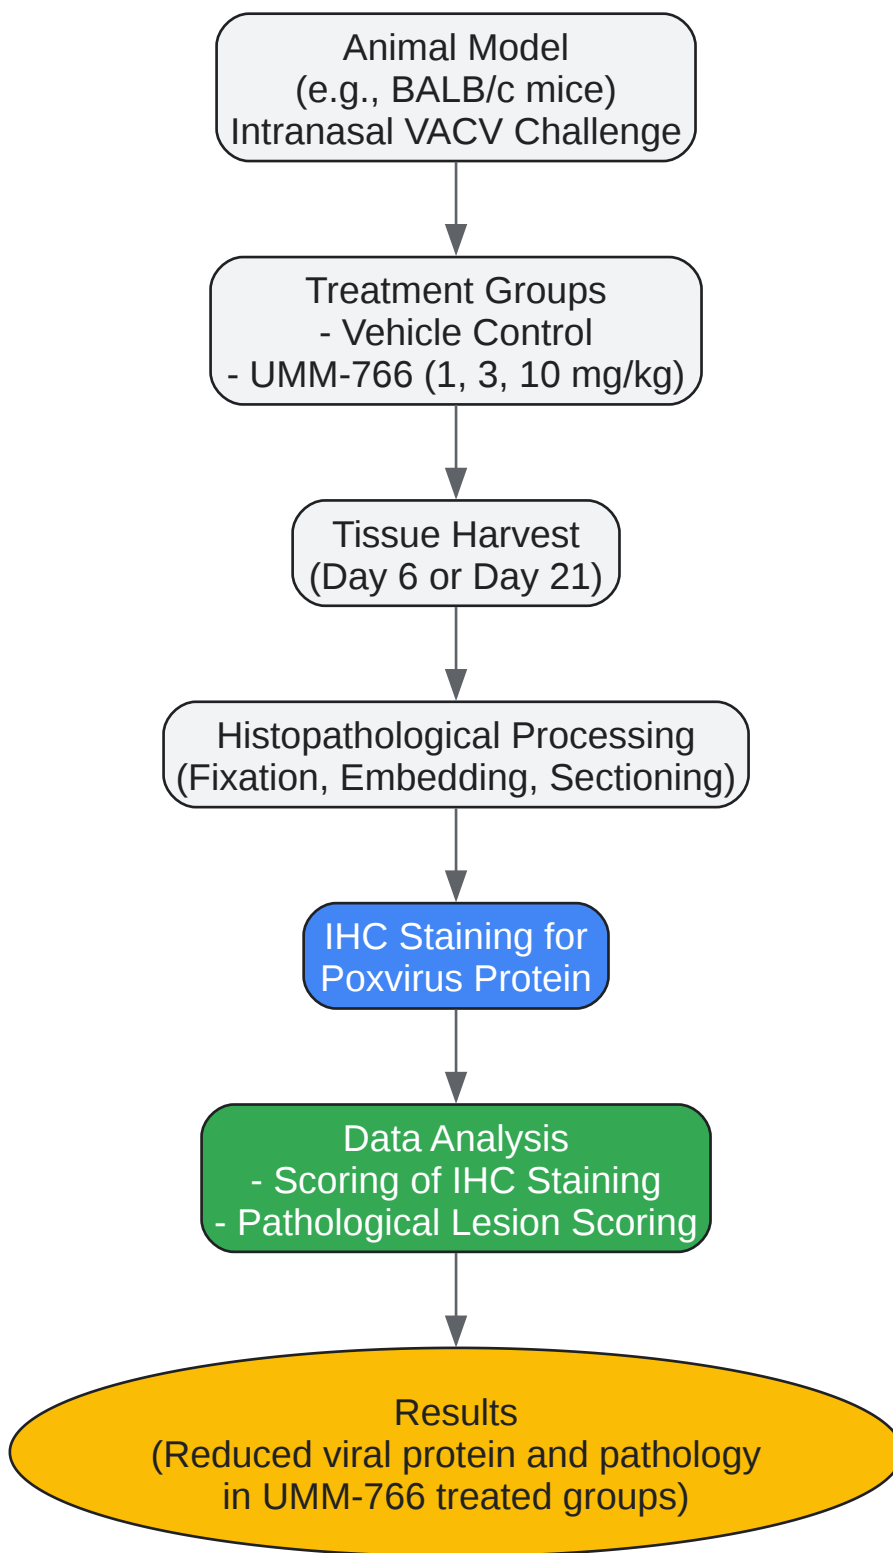 Animal Model
(e.g., BALB/c mice)
Intranasal VACV Challenge
Treatment Groups
- Vehicle Control
- UMM-766 (1, 3, 10 mg/kg)
Tissue Harvest
(Day 6 or Day 21)
Histopathological Processing
(Fixation, Embedding, Sectioning)
IHC Staining for
Poxvirus Protein
Data Analysis
- Scoring of IHC Staining
- Pathological Lesion Scoring
Results
(Reduced viral protein and pathology
in UMM-766 treated groups)